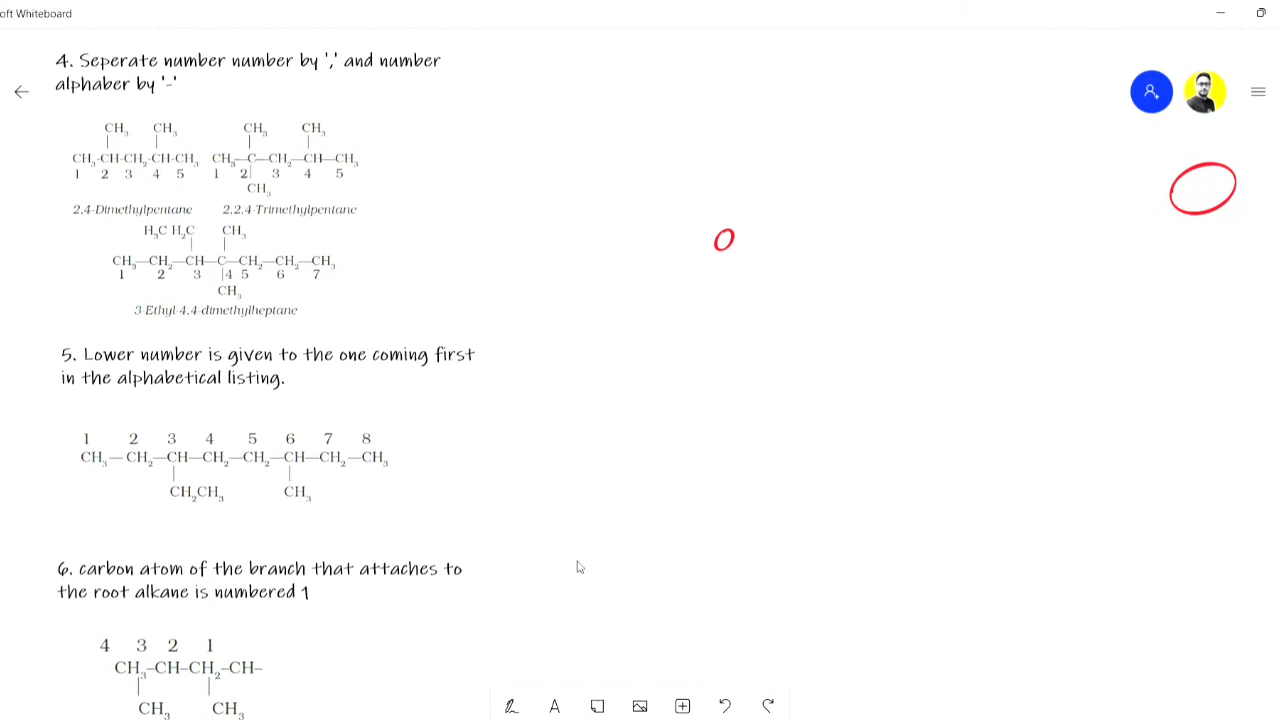 oft Whiteboard
4. Seperate number number by ',' and number
alphaber by '-'
CH₃ CH₃ CH₃ CH₃
CH₃-CH-CH₂-CH-CH₃ CH₃—C—CH₂—CH—CH₃
1 2 3 4 5 1 2 3 4 5
CH₃
2,4-Dimethylpentane 2,2,4-Trimethylpentane
H₃C H₂C CH₃
CH₃—CH₂—CH—C—CH₂—CH₂—CH₃
1 2 3 4 5 6 7
CH₃
3-Ethyl-4,4-dimethylheptane
5. Lower number is given to the one coming first
in the alphabetical listing.
1 2 3 4 5 6 7 8
CH₃—CH₂—CH—CH₂—CH₂—CH—CH₂—CH₃
CH₂CH₃ CH₃
6. carbon atom of the branch that attaches to
the root alkane is numbered 1
4 3 2 1
CH₃–CH–CH₂–CH–
CH₃ CH₃